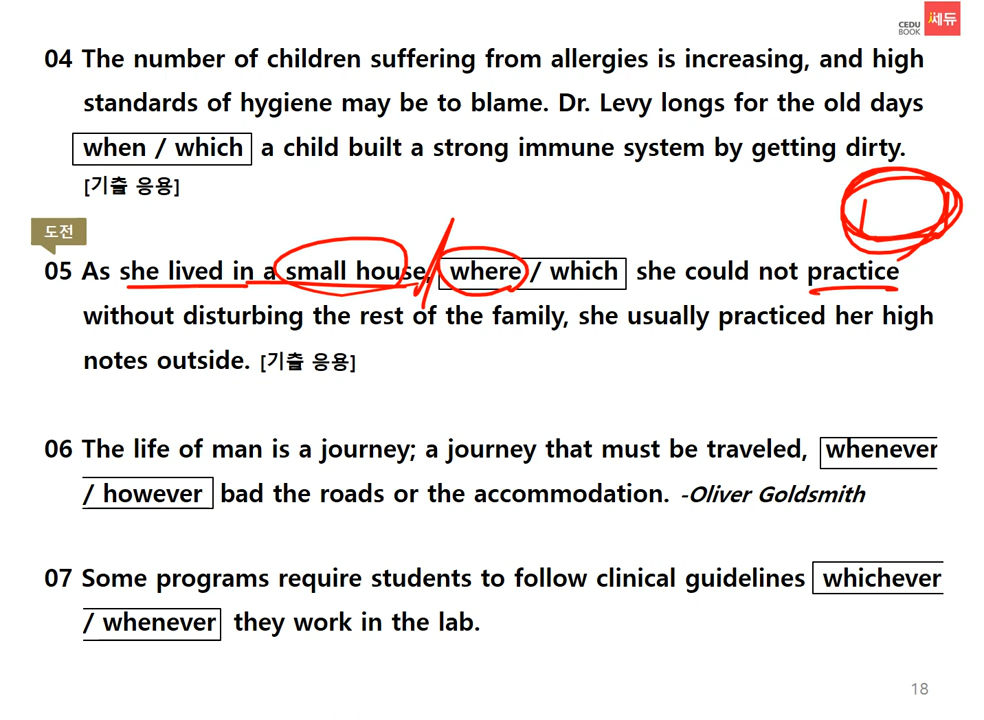 CEDU
BOOK
쎄듀
04 The number of children suffering from allergies is increasing, and high
standards of hygiene may be to blame. Dr. Levy longs for the old days
when / which a child built a strong immune system by getting dirty.
[기출 응용]
도전
05 As she lived in a small house, where / which she could not practice
without disturbing the rest of the family, she usually practiced her high
notes outside. [기출 응용]
06 The life of man is a journey; a journey that must be traveled, whenever
/ however bad the roads or the accommodation. -Oliver Goldsmith
07 Some programs require students to follow clinical guidelines whichever
/ whenever they work in the lab.
18